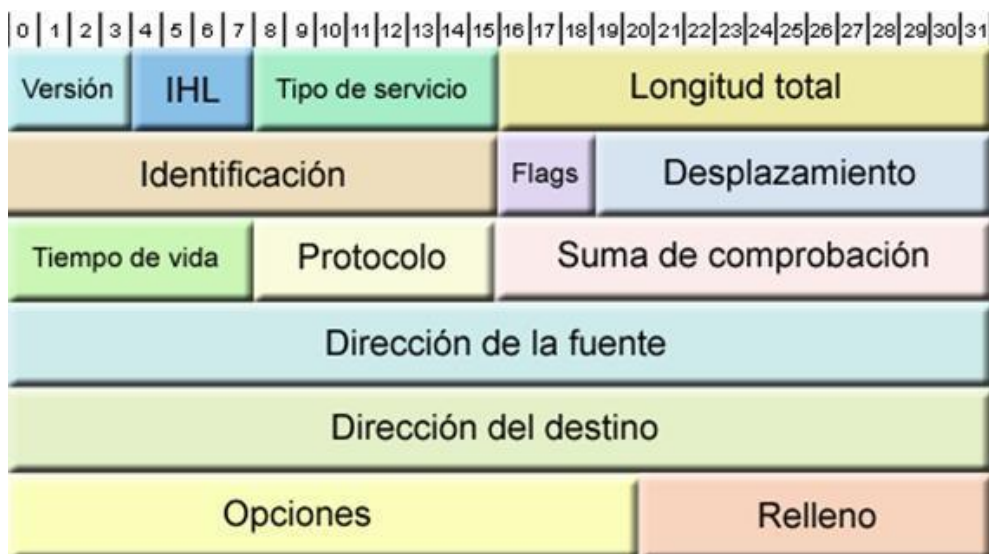 0 1 2 3 4 5 6 7 8 9 10 11 12 13 14 15 16 17 18 19 20 21 22 23 24 25 26 27 28 29 30 31
Versión IHL Tipo de servicio Longitud total
Identificación Flags Desplazamiento
Tiempo de vida Protocolo Suma de comprobación
Dirección de la fuente
Dirección del destino
Opciones Relleno